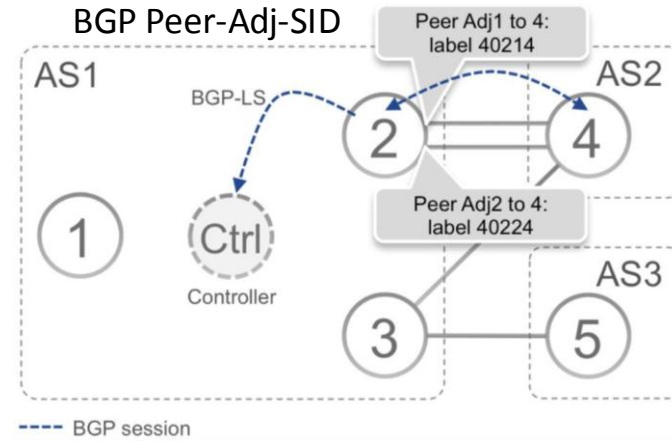 BGP Peer-Adj-SID
Peer Adj1 to 4:
label 40214
AS1
AS2
BGP-LS
2
4
1
Ctrl
Controller
Peer Adj2 to 4:
label 40224
AS3
3
5
BGP session